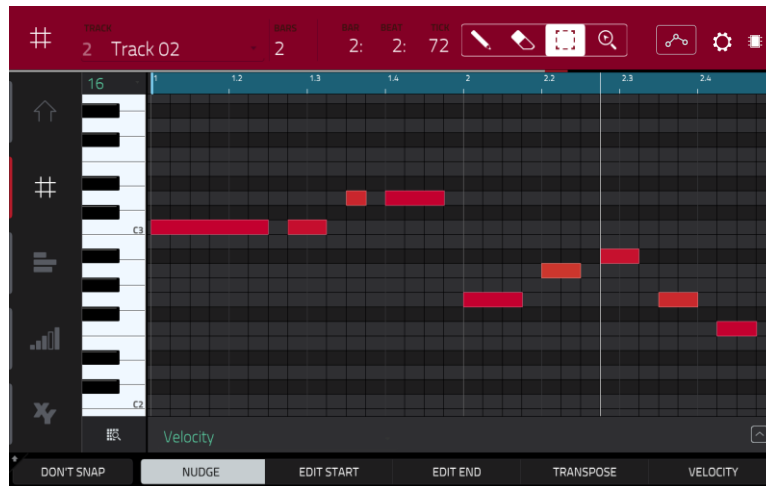 TRACK BARS BAR BEAT TICK
2 Track 02 2 2: 2: 72
16 1 1.2 1.3 1.4 2 2.2 2.3 2.4
C3
XY
C2
Velocity
DON'T SNAP NUDGE EDIT START EDIT END TRANSPOSE VELOCITY